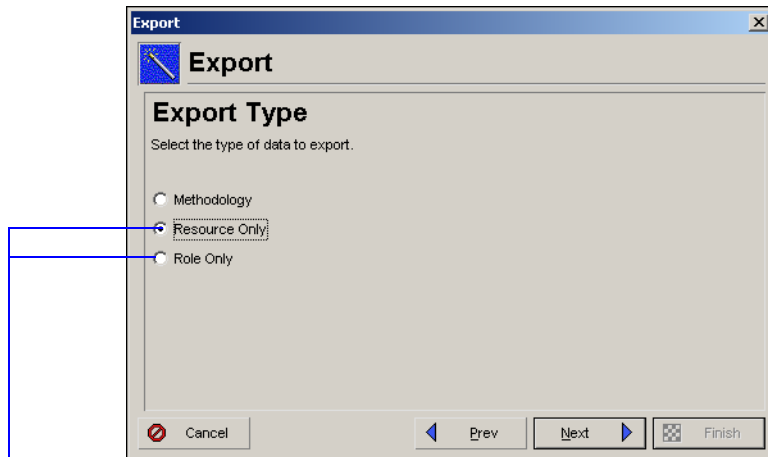 Export
Export
Export Type
Select the type of data to export.
Methodology
Resource Only
Role Only
Cancel
Prev
Next
Finish